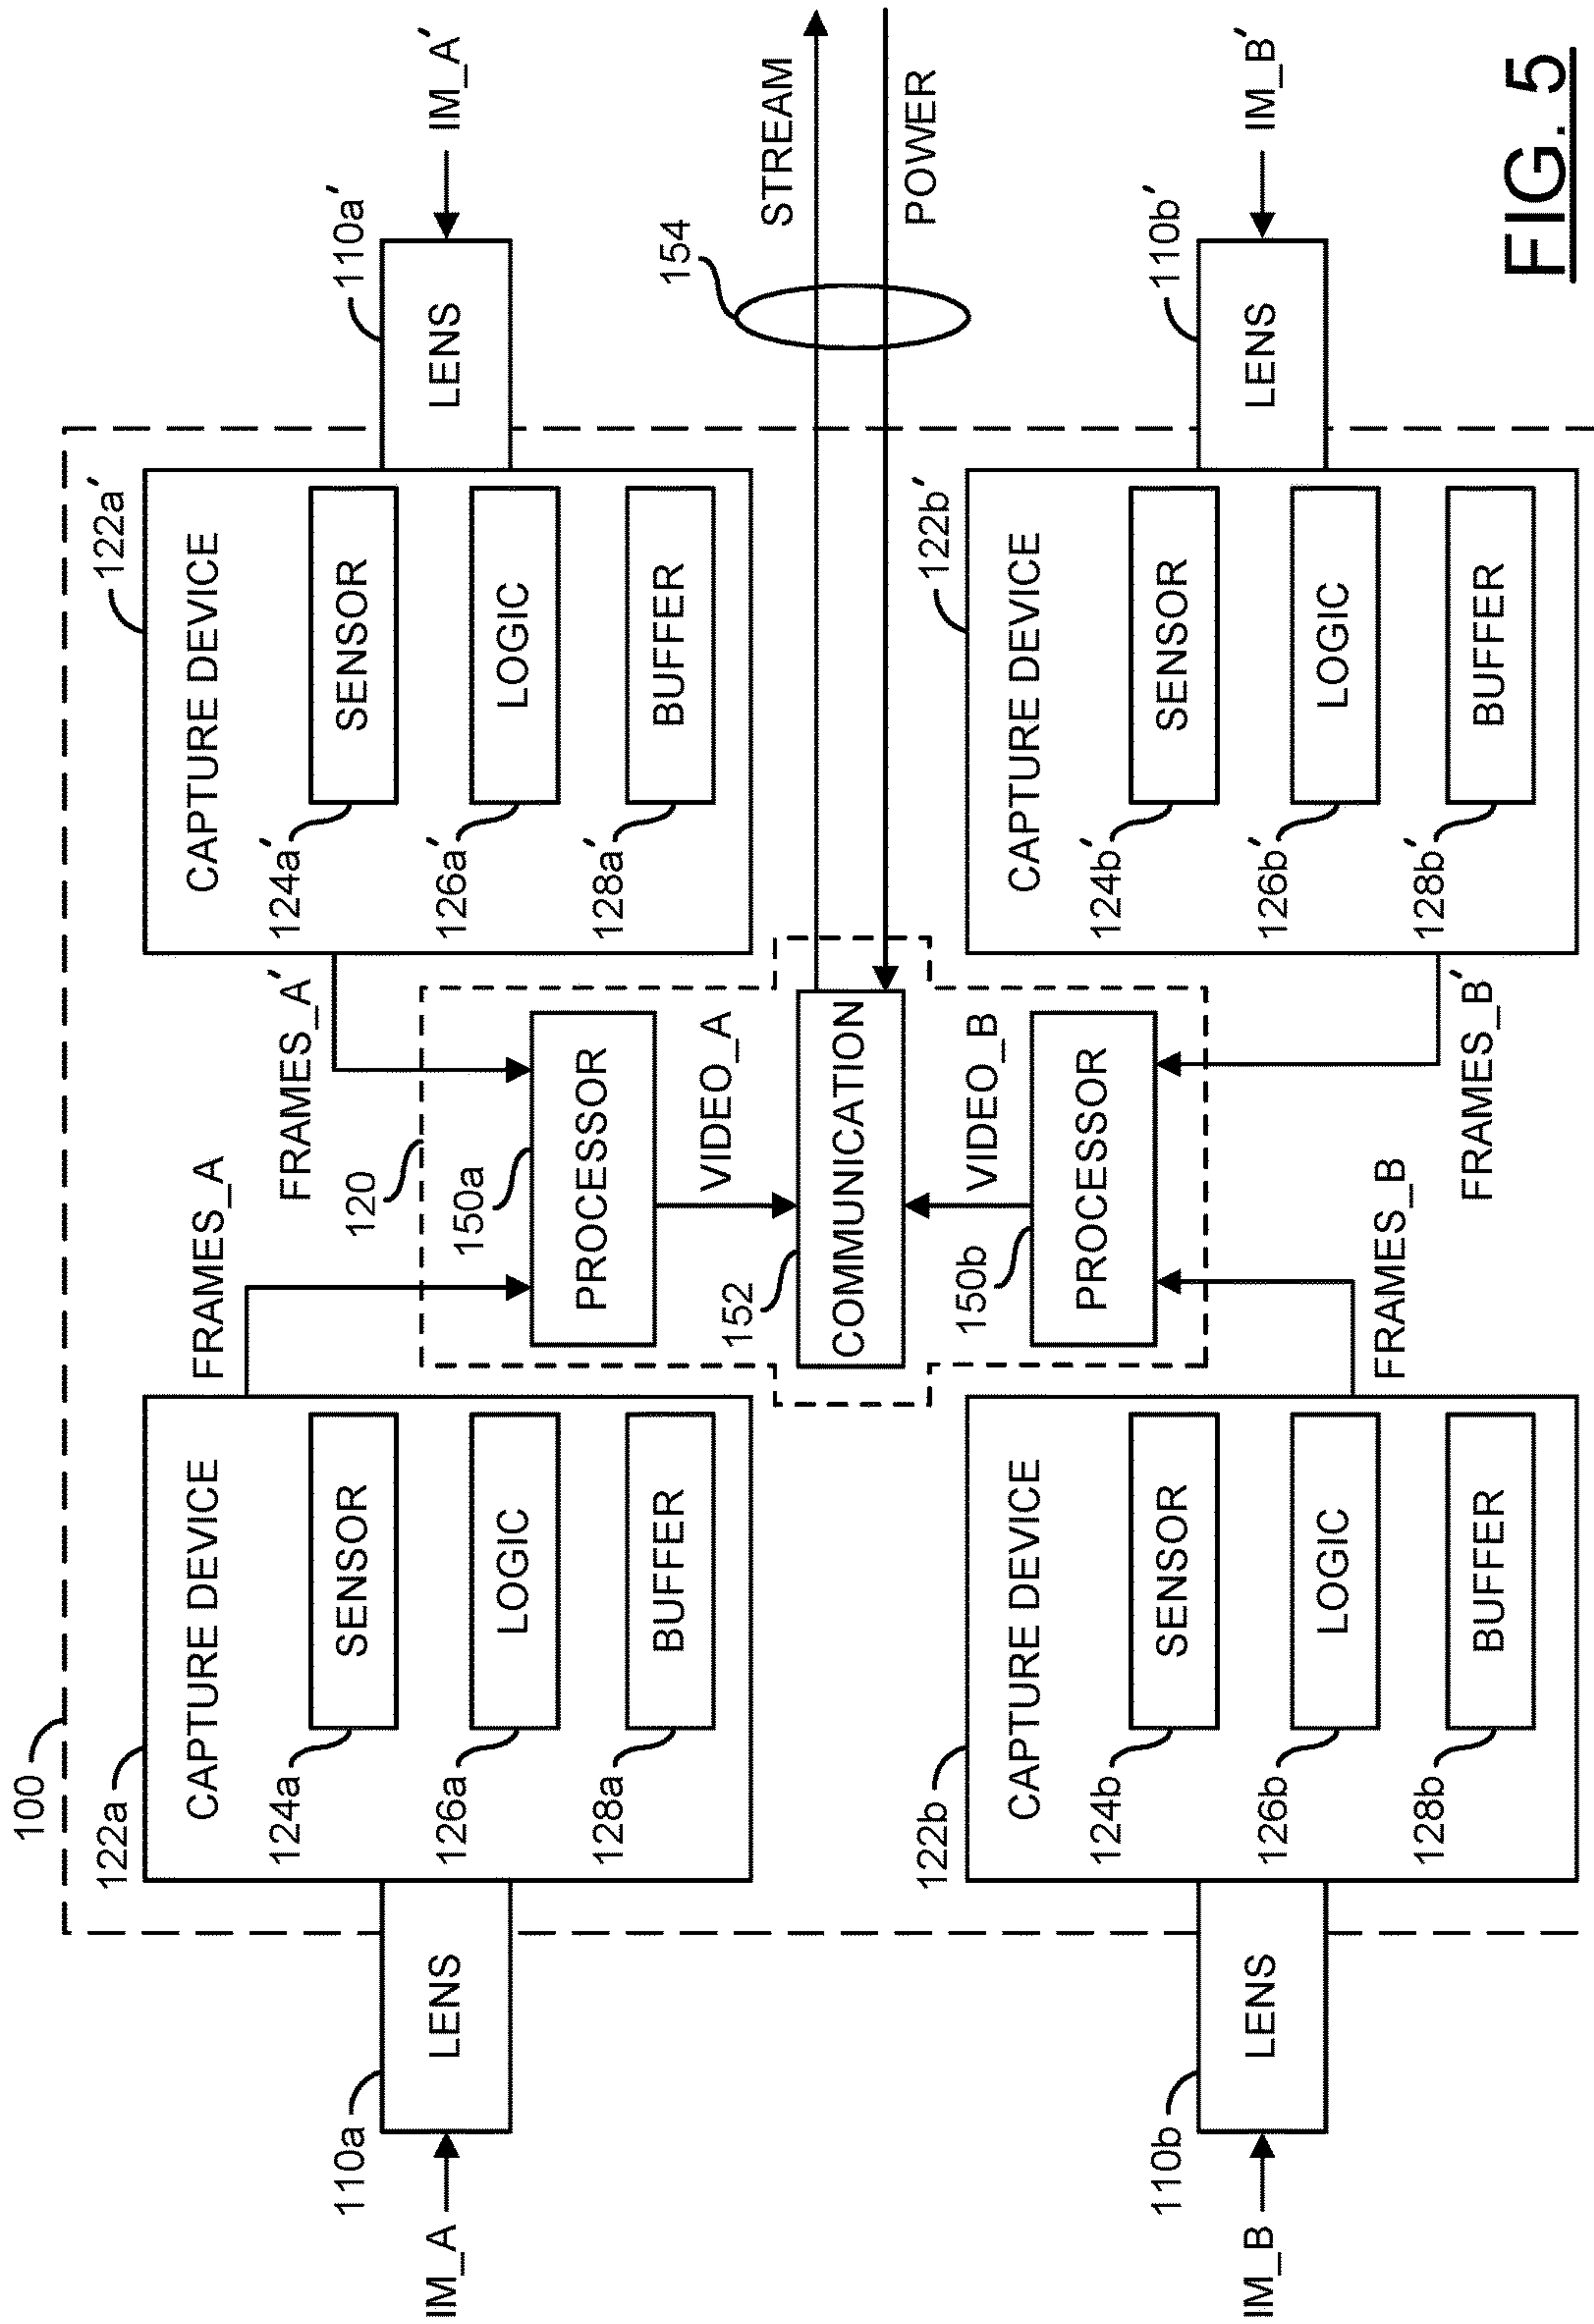 100
122a
CAPTURE DEVICE
124a
SENSOR
126a
LOGIC
128a
BUFFER
110a
LENS
IM_A
FRAMES_A
FRAMES_A'
122a'
CAPTURE DEVICE
124a'
SENSOR
126a'
LOGIC
128a'
BUFFER
110a'
LENS
IM_A'
120
150a
PROCESSOR
VIDEO_A
152
COMMUNICATION
VIDEO_B
150b
PROCESSOR
154
STREAM
POWER
122b
CAPTURE DEVICE
124b
SENSOR
126b
LOGIC
128b
BUFFER
110b
LENS
IM_B
FRAMES_B
FRAMES_B'
122b'
CAPTURE DEVICE
124b'
SENSOR
126b'
LOGIC
128b'
BUFFER
110b'
LENS
IM_B'
FIG. 5